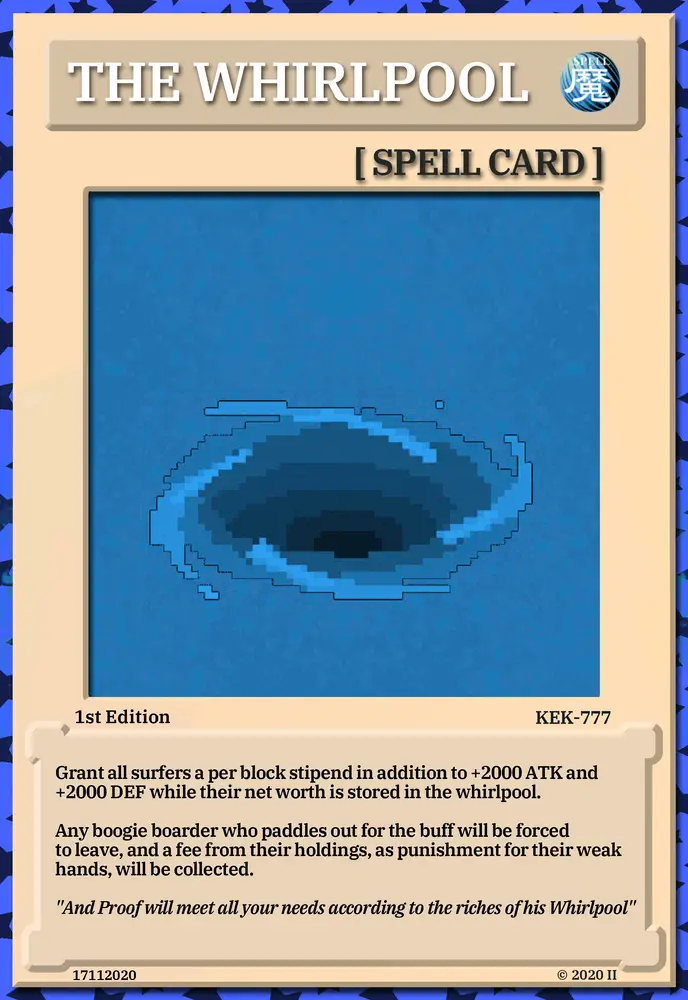 THE WHIRLPOOL
SPELL
魔
[ SPELL CARD ]
1st Edition
KEK-777
Grant all surfers a per block stipend in addition to +2000 ATK and
+2000 DEF while their net worth is stored in the whirlpool.
Any boogie boarder who paddles out for the buff will be forced
to leave, and a fee from their holdings, as punishment for their weak
hands, will be collected.
"And Proof will meet all your needs according to the riches of his Whirlpool"
17112020
© 2020 II